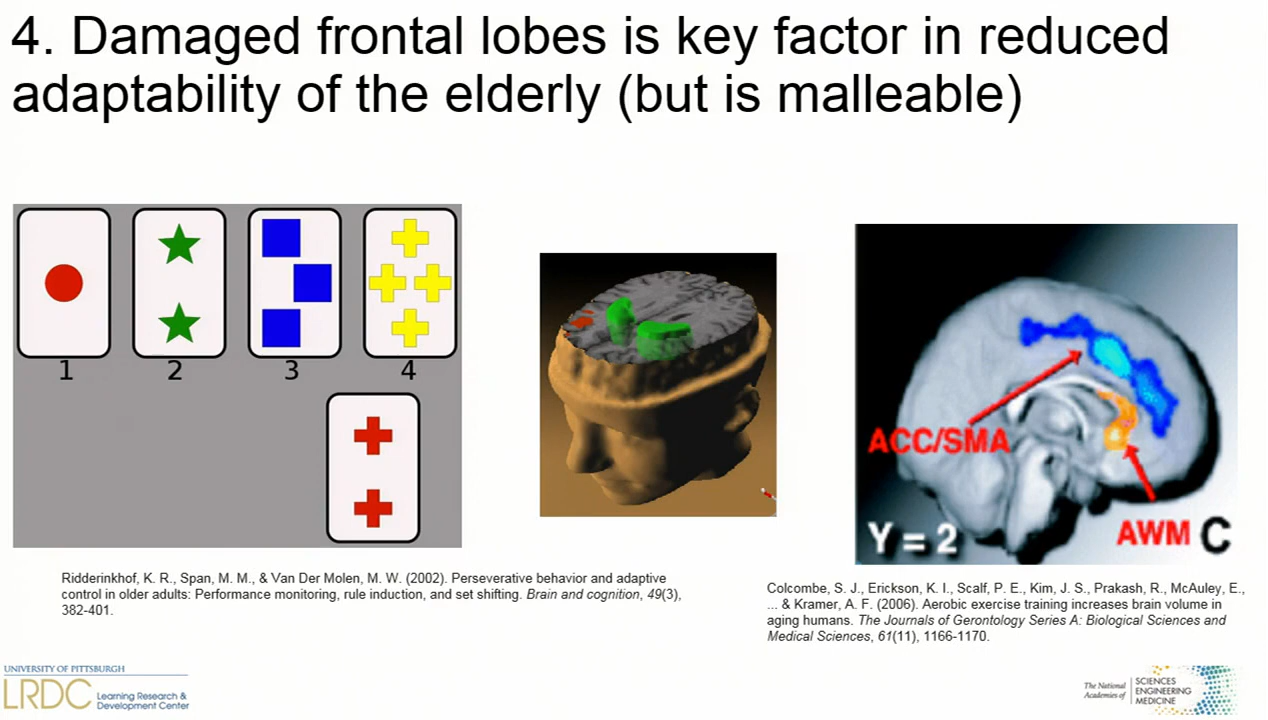 4. Damaged frontal lobes is key factor in reduced
adaptability of the elderly (but is malleable)
1 2 3 4
ACC/SMA
AWM
Y = 2
C
Ridderinkhof, K. R., Span, M. M., & Van Der Molen, M. W. (2002). Perseverative behavior and adaptive
control in older adults: Performance monitoring, rule induction, and set shifting. Brain and cognition, 49(3),
382-401.
Colcombe, S. J., Erickson, K. I., Scalf, P. E., Kim, J. S., Prakash, R., McAuley, E.,
... & Kramer, A. F. (2006). Aerobic exercise training increases brain volume in
aging humans. The Journals of Gerontology Series A: Biological Sciences and
Medical Sciences, 61(11), 1166-1170.
UNIVERSITY OF PITTSBURGH
LRDC
Learning Research &
Development Center
The National
Academies of
SCIENCES
ENGINEERING
MEDICINE